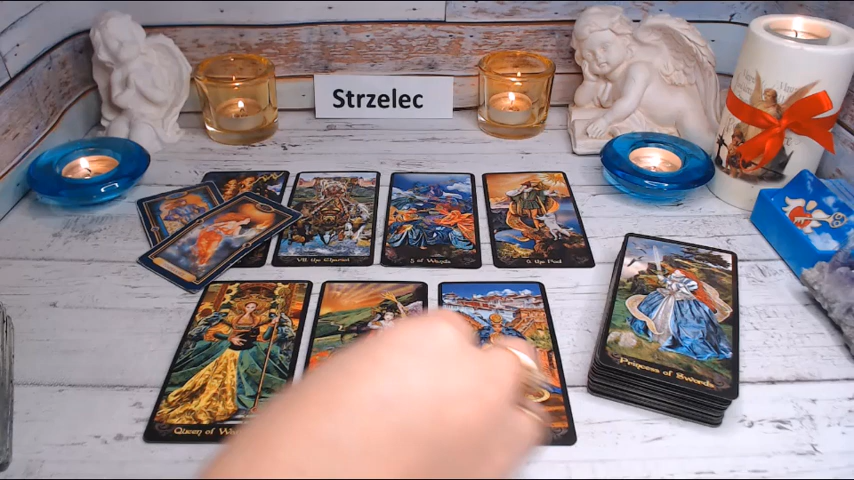 Strzelec
VII the Chariot
5 of Wands
0. the Fool
Princess of Swords
Queen of